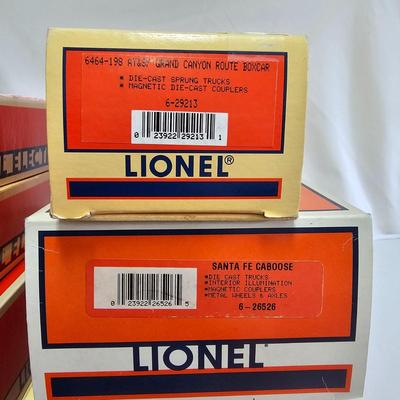 6464-198 AT&SF GRAND CANYON ROUTE BOXCAR
• DIE-CAST SPRUNG TRUCKS
• MAGNETIC DIE-CAST COUPLERS
6-29213
0 23922 29213 1
LIONEL®
SANTA FE CABOOSE
*DIE CAST TRUCKS
*INTERIOR ILLUMINATION
*MAGNETIC COUPLERS
*METAL WHEELS & AXLES
6-26526
0 23922 26526 5
LIONEL